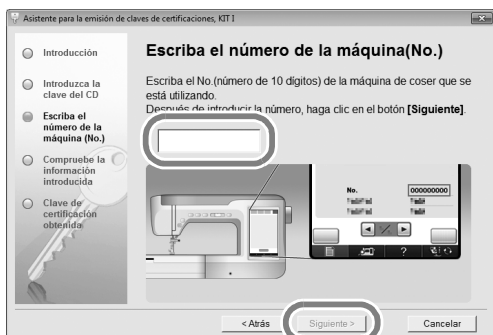 Asistente para la emisión de claves de certificaciones, KIT I
Introducción
Introduzca la
clave del CD
Escriba el
número de la
máquina (No.)
Compruebe la
información
introducida
Clave de
certificación
obtenida
Escriba el número de la máquina(No.)
Escriba el No.(número de 10 dígitos) de la máquina de coser que se
está utilizando.
Después de introducir la número, haga clic en el botón [Siguiente].
No. 000000000
?
< Atrás Siguiente > Cancelar